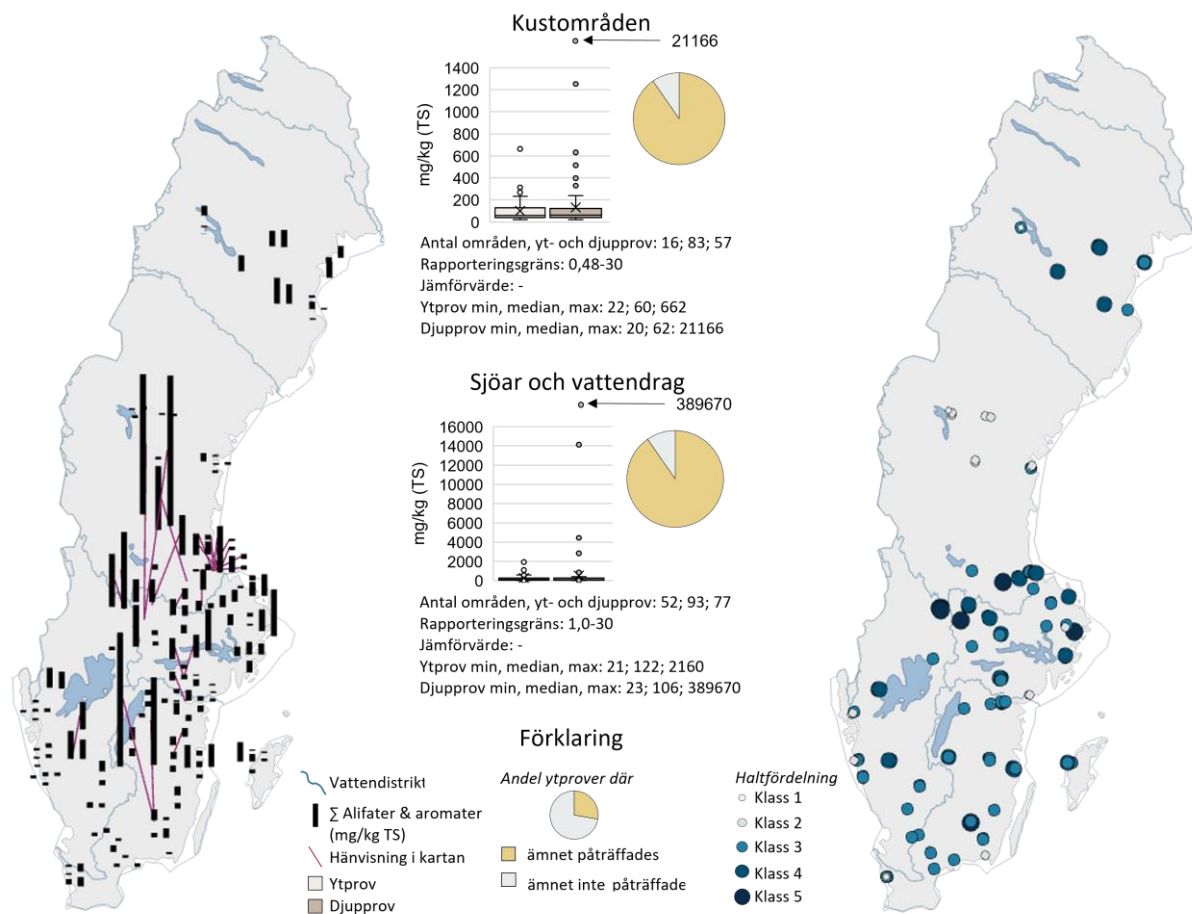 Kustområden
21166
1400
1200
1000
800
600
400
200
0
mg/kg (TS)
Antal områden, yt- och djupprov: 16; 83; 57
Rapporteringsgräns: 0,48-30
Jämförvärde: -
Ytprov min, median, max: 22; 60; 662
Djupprov min, median, max: 20; 62: 21166
Sjöar och vattendrag
389670
16000
14000
12000
10000
8000
6000
4000
2000
0
mg/kg (TS)
Antal områden, yt- och djupprov: 52; 93; 77
Rapporteringsgräns: 1,0-30
Jämförvärde: -
Ytprov min, median, max: 21; 122; 2160
Djupprov min, median, max: 23; 106; 389670
Förklaring
Vattendistrikt
∑ Alifater & aromater
(mg/kg TS)
Hänvisning i kartan
Ytprov
Djupprov
Andel ytprover där
ämnet påträffades
ämnet inte påträffade
Haltfördelning
Klass 1
Klass 2
Klass 3
Klass 4
Klass 5